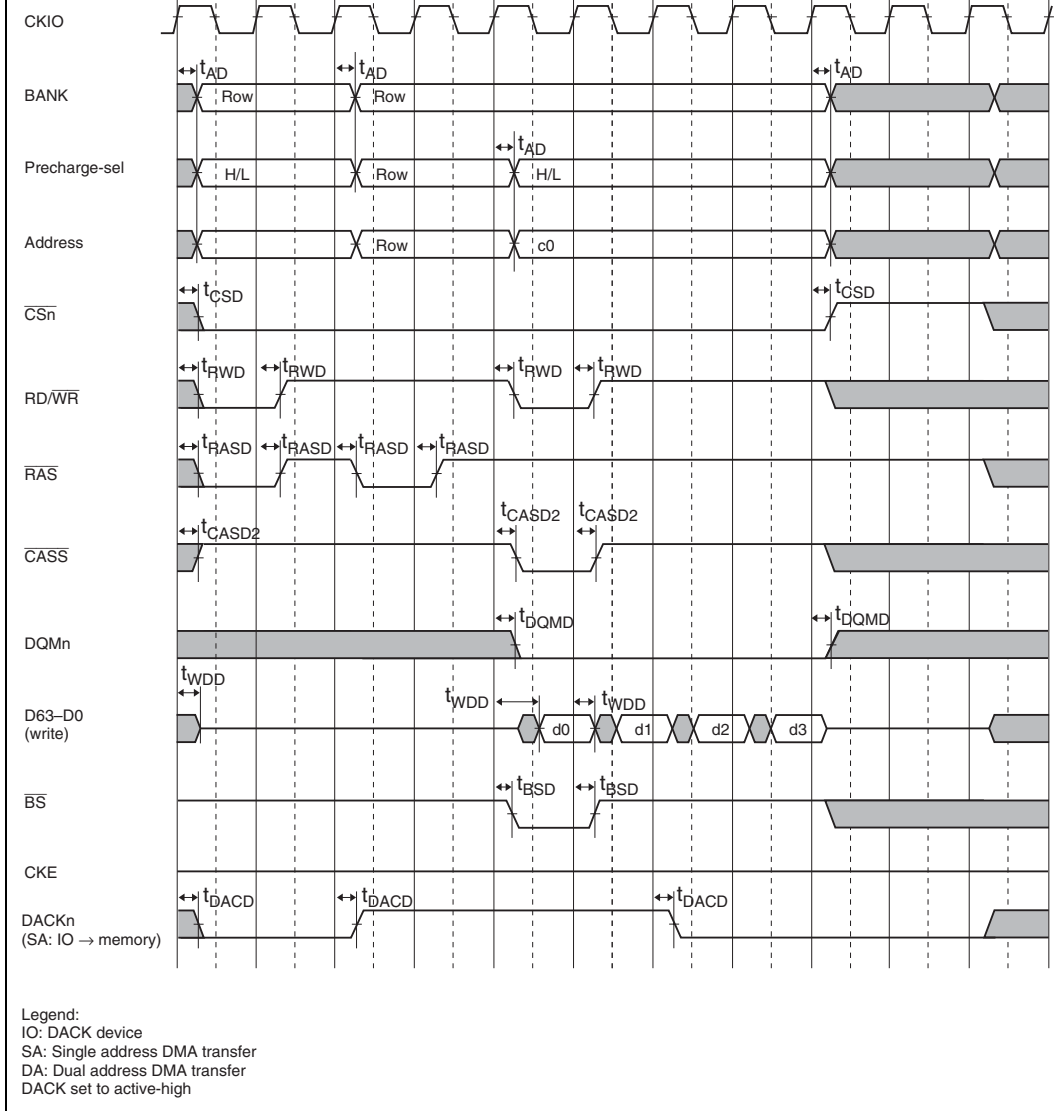 CKIO
tAD tAD tAD
BANK Row Row
tAD
Precharge-sel H/L Row H/L
Address Row c0
tCSD tCSD
CSn
tRWD tRWD tRWD tRWD
RD/WR
tRASD tRASD tRASD tRASD
RAS
tCASD2 tCASD2 tCASD2
CASS
tDQMD tDQMD
DQMn
tWDD tWDD tWDD
D63–D0
(write) d0 d1 d2 d3
tBSD tBSD
BS
CKE
tDACD tDACD tDACD
DACKn
(SA: IO → memory)
Legend:
IO: DACK device
SA: Single address DMA transfer
DA: Dual address DMA transfer
DACK set to active-high